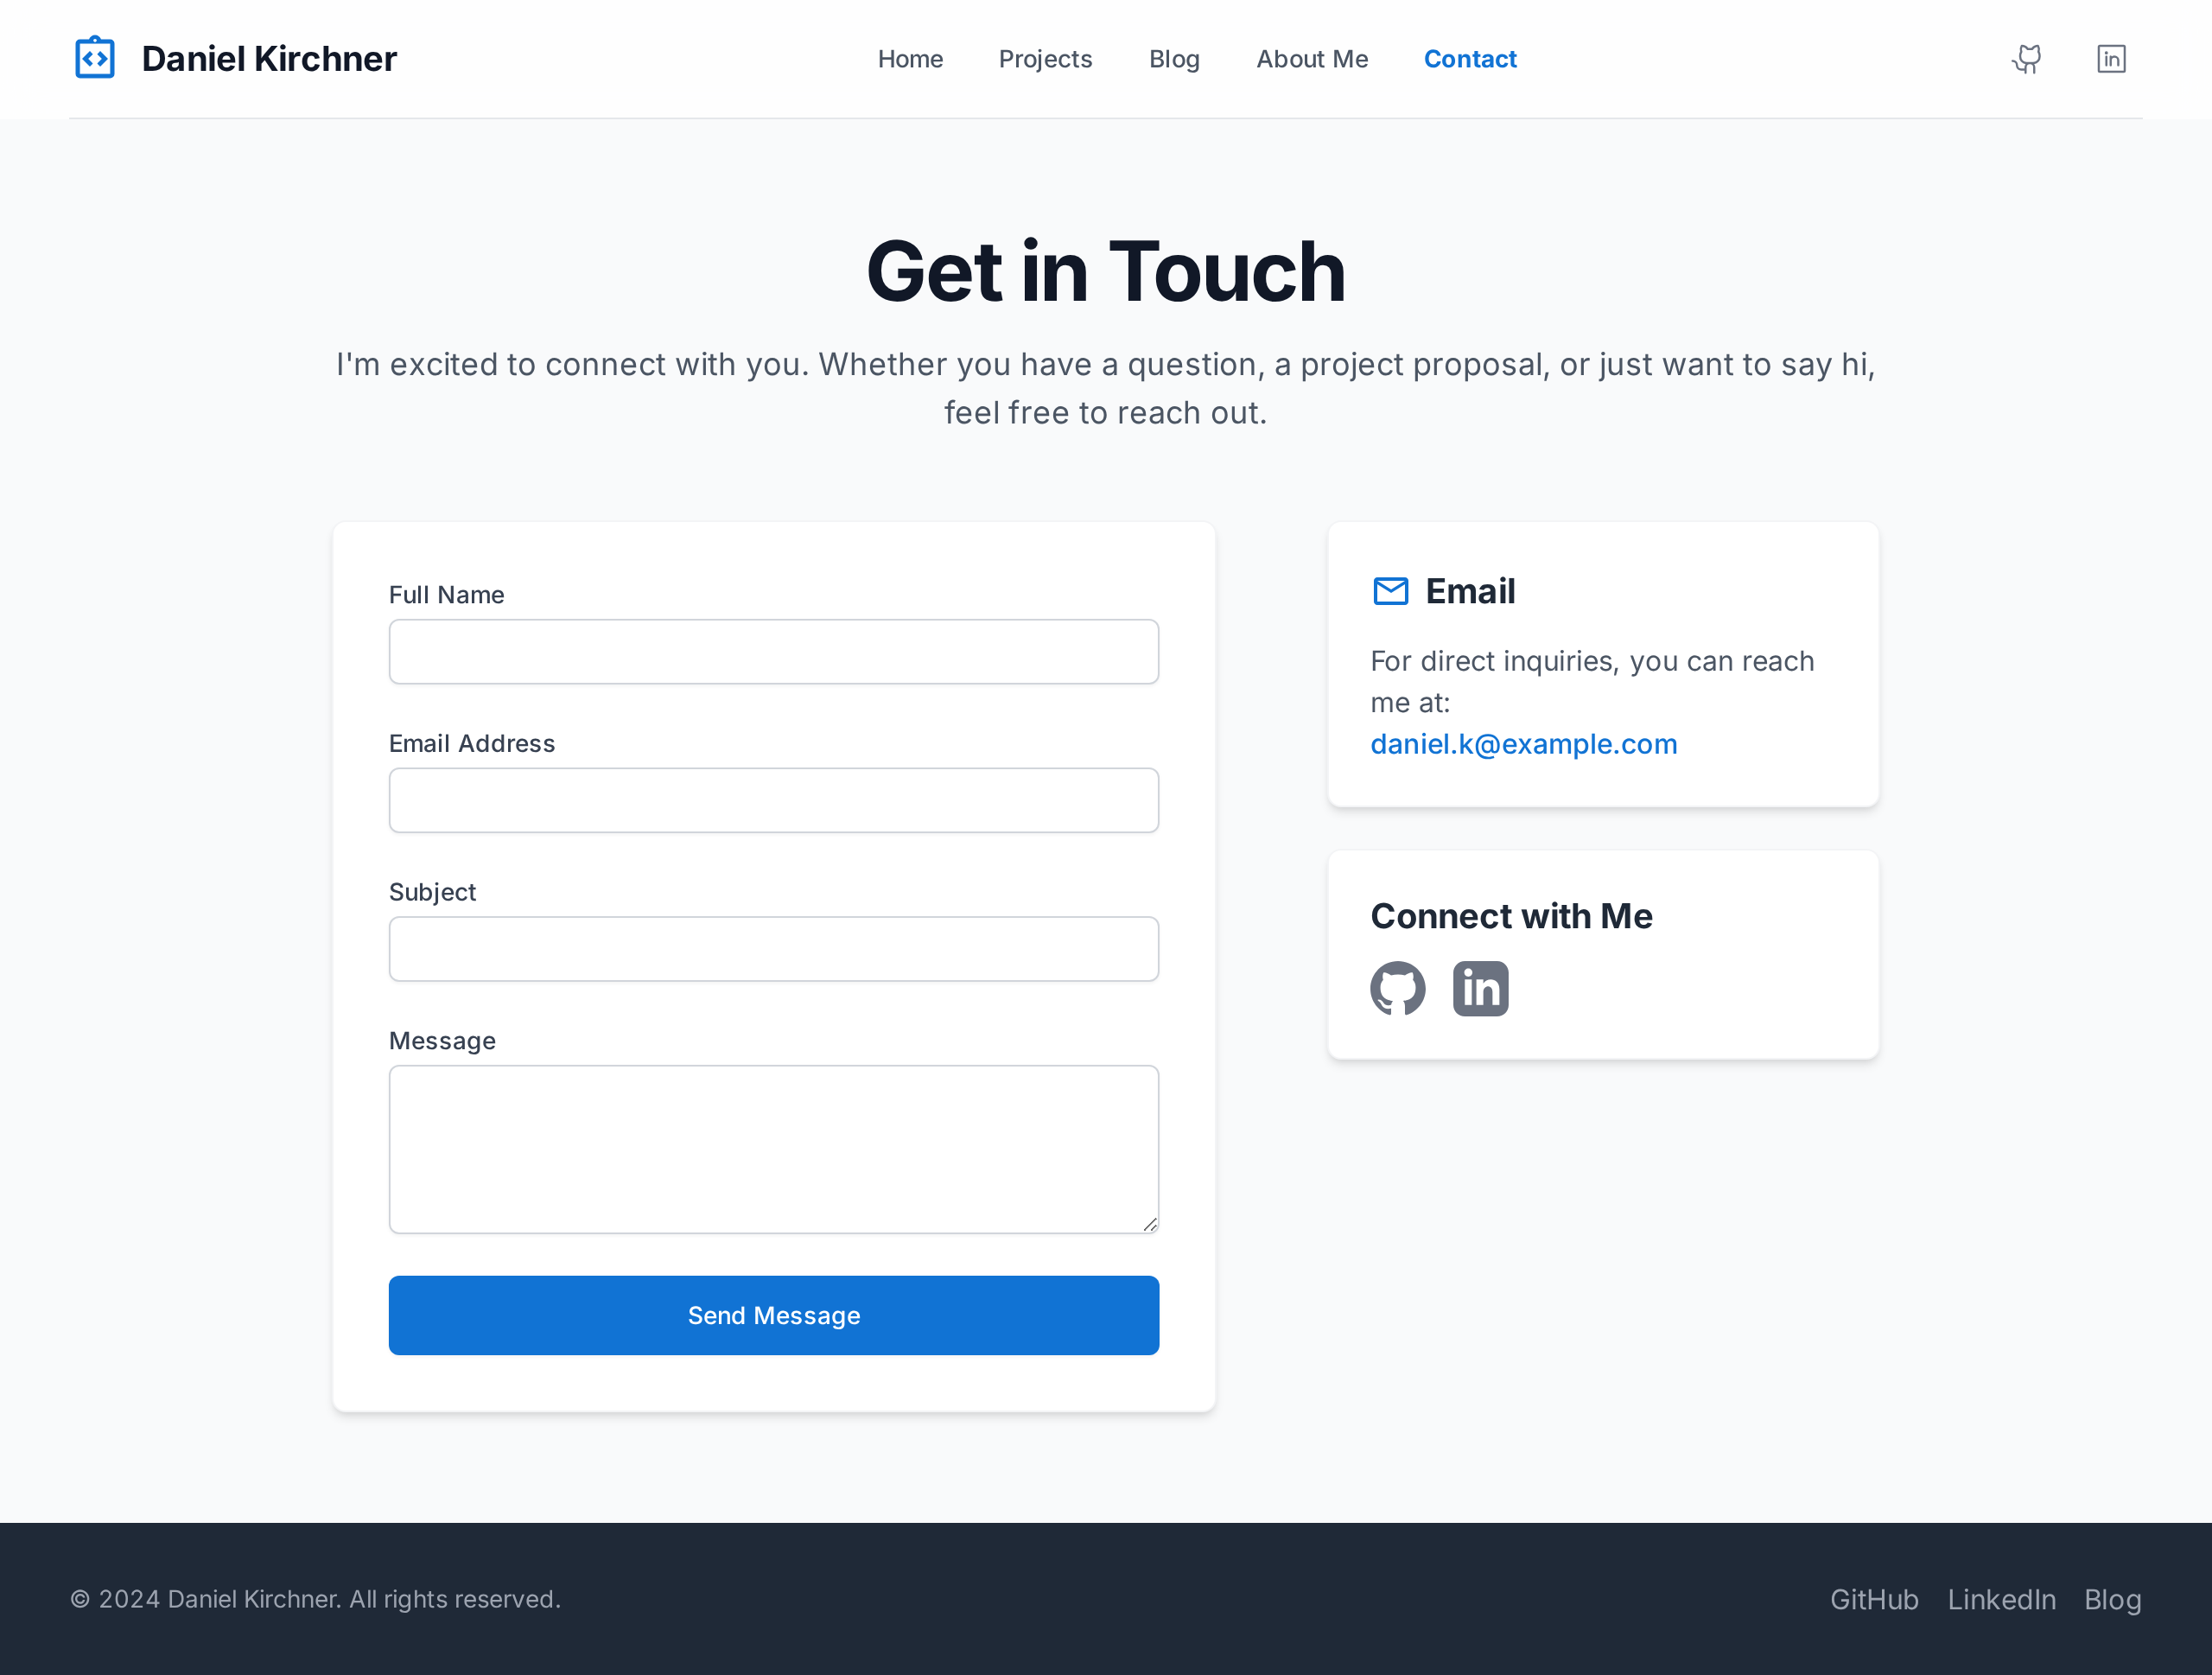 Daniel Kirchner
Home
Projects
Blog
About Me
Contact
Get in Touch
I'm excited to connect with you. Whether you have a question, a project proposal, or just want to say hi,
feel free to reach out.
Full Name
Email Address
Subject
Message
Send Message
Email
For direct inquiries, you can reach
me at:
daniel.k@example.com
Connect with Me
© 2024 Daniel Kirchner. All rights reserved.
GitHub
LinkedIn
Blog